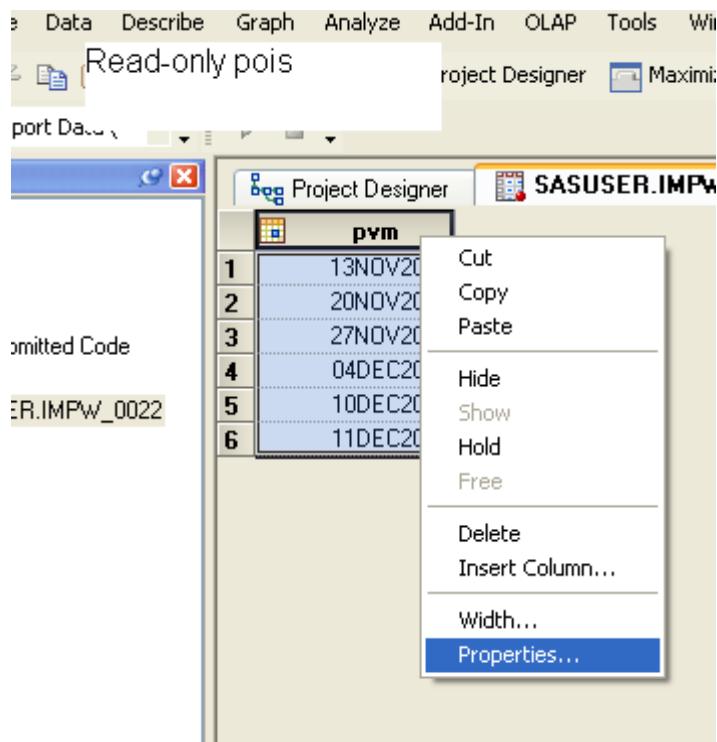 Data Describe Graph Analyze Add-In OLAP Tools
Read-only pois
roject Designer Maximiz
port Data (
Project Designer SASUSER.IMPW
pvm
1 13NOV20
2 20NOV20
3 27NOV20
4 04DEC20
5 10DEC20
6 11DEC20
omitted Code
ER.IMPW_0022
Cut
Copy
Paste
Hide
Show
Hold
Free
Delete
Insert Column...
Width...
Properties...